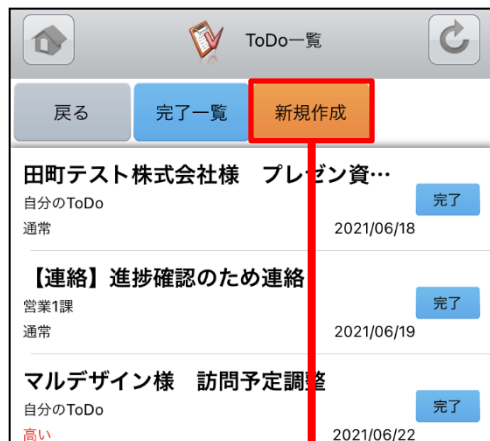 ToDo一覧
戻る 完了一覧 新規作成
田町テスト株式会社様　プレゼン資…
自分のToDo
完了
通常 2021/06/18
【連絡】進捗確認のため連絡
営業1課
完了
通常 2021/06/19
マルデザイン様　訪問予定調整
自分のToDo
完了
高い 2021/06/22